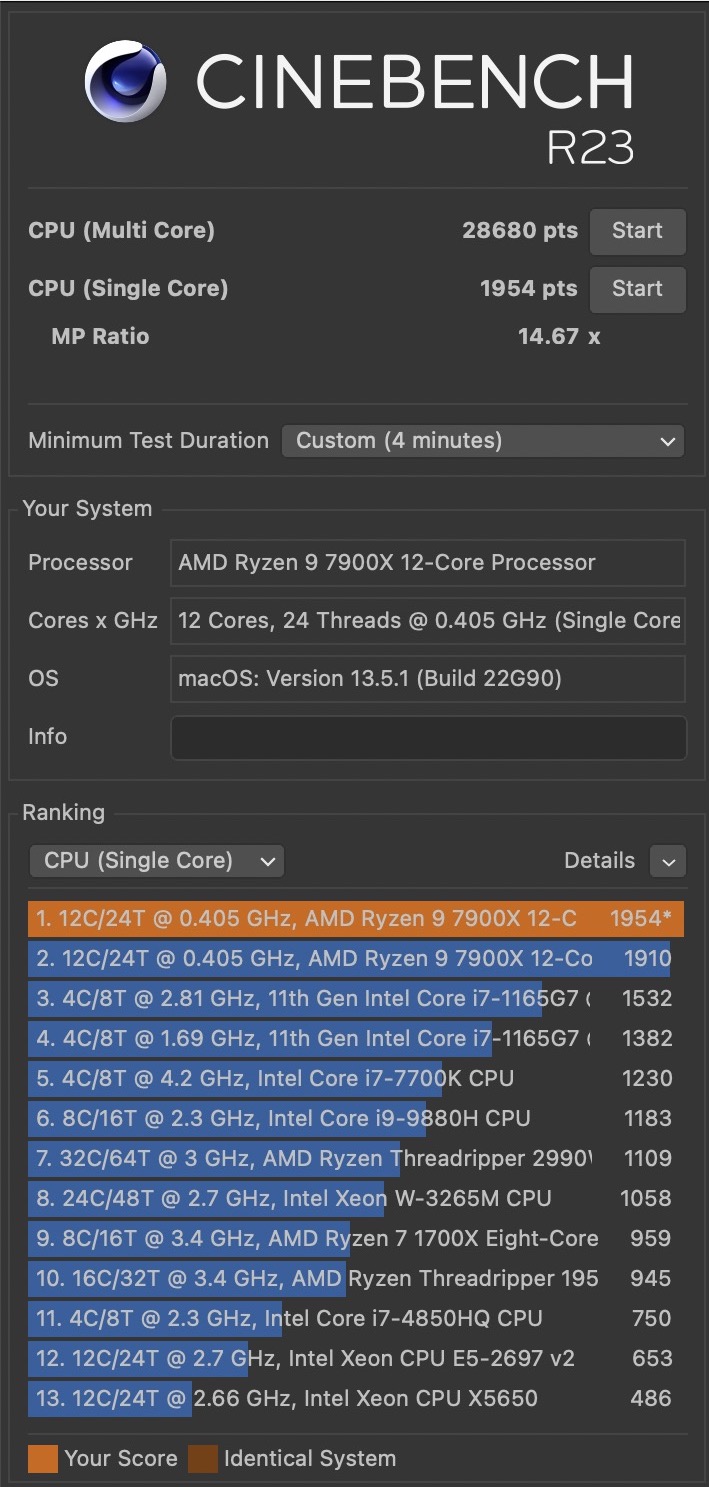 CINEBENCH
R23
CPU (Multi Core) 28680 pts Start
CPU (Single Core) 1954 pts Start
MP Ratio 14.67 x
Minimum Test Duration Custom (4 minutes)
Your System
Processor AMD Ryzen 9 7900X 12-Core Processor
Cores x GHz 12 Cores, 24 Threads @ 0.405 GHz (Single Core
OS macOS: Version 13.5.1 (Build 22G90)
Info
Ranking
CPU (Single Core) Details
1. 12C/24T @ 0.405 GHz, AMD Ryzen 9 7900X 12-C 1954*
2. 12C/24T @ 0.405 GHz, AMD Ryzen 9 7900X 12-Co 1910
3. 4C/8T @ 2.81 GHz, 11th Gen Intel Core i7-1165G7 1532
4. 4C/8T @ 1.69 GHz, 11th Gen Intel Core i7-1165G7 1382
5. 4C/8T @ 4.2 GHz, Intel Core i7-7700K CPU 1230
6. 8C/16T @ 2.3 GHz, Intel Core i9-9880H CPU 1183
7. 32C/64T @ 3 GHz, AMD Ryzen Threadripper 2990 1109
8. 24C/48T @ 2.7 GHz, Intel Xeon W-3265M CPU 1058
9. 8C/16T @ 3.4 GHz, AMD Ryzen 7 1700X Eight-Core 959
10. 16C/32T @ 3.4 GHz, AMD Ryzen Threadripper 195 945
11. 4C/8T @ 2.3 GHz, Intel Core i7-4850HQ CPU 750
12. 12C/24T @ 2.7 GHz, Intel Xeon CPU E5-2697 v2 653
13. 12C/24T @ 2.66 GHz, Intel Xeon CPU X5650 486
Your Score Identical System